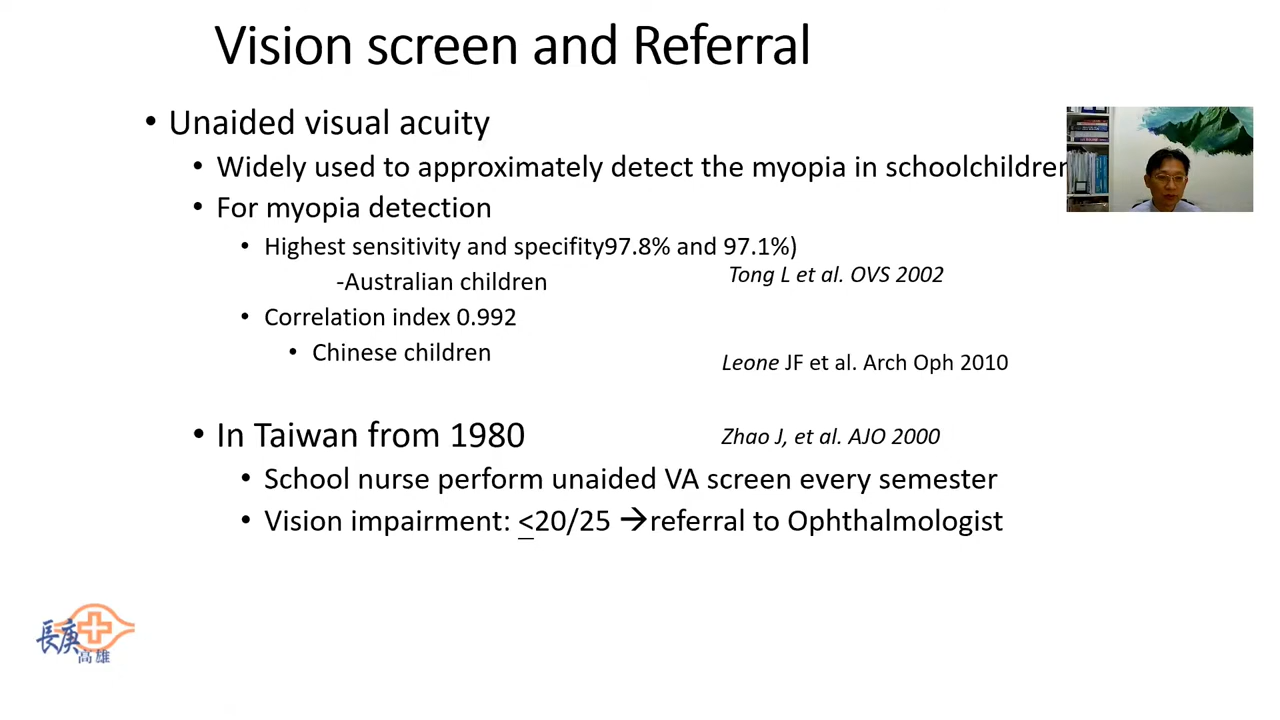 Vision screen and Referral
• Unaided visual acuity
• Widely used to approximately detect the myopia in schoolchildren
• For myopia detection
• Highest sensitivity and specifity97.8% and 97.1%)
Tong L et al. OVS 2002
-Australian children
• Correlation index 0.992
• Chinese children
Leone JF et al. Arch Oph 2010
• In Taiwan from 1980
Zhao J, et al. AJO 2000
• School nurse perform unaided VA screen every semester
• Vision impairment: <20/25 →referral to Ophthalmologist
長庚
高雄